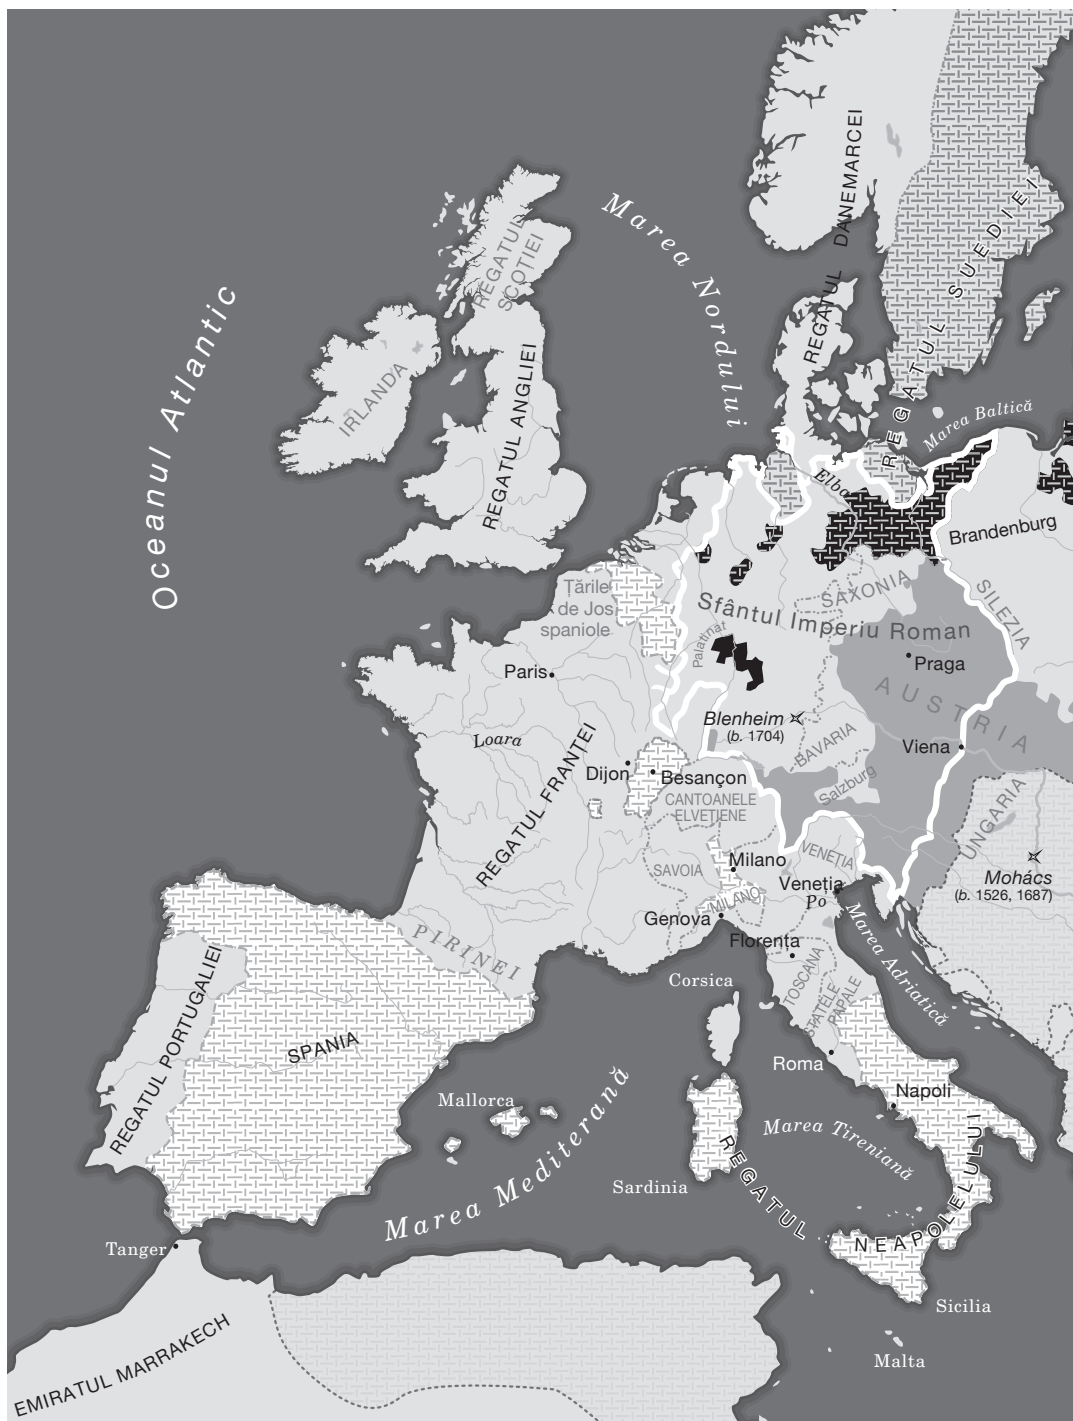 Oceanul Atlantic
Marea Nordului
REGATUL DANEMARCEI
REGATUL SUEDIEI
REGATUL
SCOȚIEI
IRLANDA
REGATUL ANGLIEI
Marea Baltică
Elba
Brandenburg
Țările
de Jos
spaniole
SAXONIA
SILEZIA
Sfântul Imperiu Roman
Palatinat
Praga
Paris
AUSTRIA
Blenheim
(b. 1704)
Loara
BAVARIA
Viena
Dijon
Besançon
Salzburg
REGATUL FRANȚEI
CANTOANELE
ELVEȚIENE
UNGARIA
Milano
VENEȚIA
SAVOIA
Mohács
(b. 1526, 1687)
Veneția
MILANO
Po
Genova
PIRINEI
Florența
Marea Adriatică
Corsica
TOSCANA
STATELE
PAPALE
REGATUL PORTUGALIEI
SPANIA
Roma
Mallorca
Napoli
Marea Mediterană
Marea Tireniană
Sardinia
REGATUL NEAPOLELUI
Tanger
Sicilia
EMIRATUL MARRAKECH
Malta